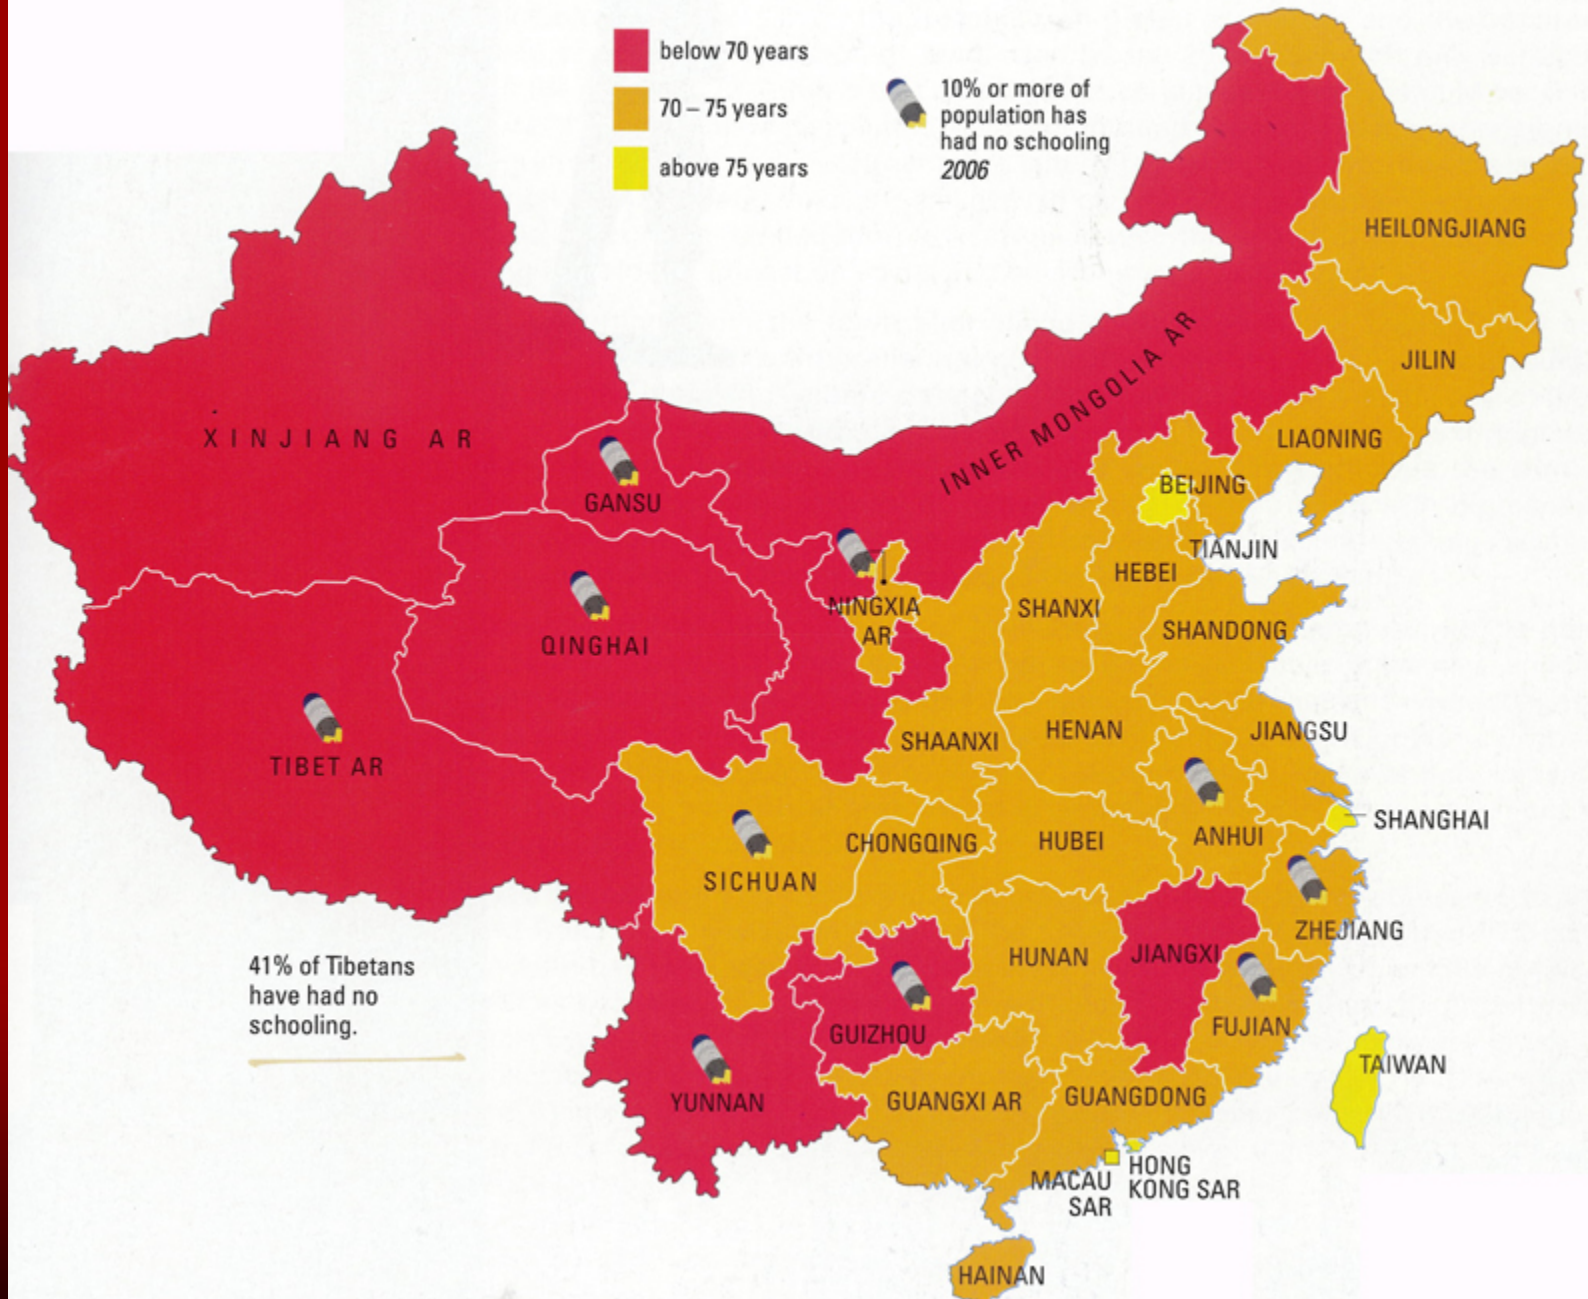 below 70 years
70 – 75 years
above 75 years
10% or more of
population has
had no schooling
2006
HEILONGJIANG
JILIN
LIAONING
INNER MONGOLIA AR
XINJIANG AR
GANSU
BEIJING
TIANJIN
HEBEI
NINGXIA
AR
SHANXI
SHANDONG
QINGHAI
TIBET AR
SHAANXI
HENAN
JIANGSU
SHANGHAI
ANHUI
CHONGQING
HUBEI
SICHUAN
ZHEJIANG
HUNAN
JIANGXI
41% of Tibetans
have had no
schooling.
GUIZHOU
FUJIAN
TAIWAN
YUNNAN
GUANGXI AR
GUANGDONG
MACAU
SAR
HONG
KONG SAR
HAINAN